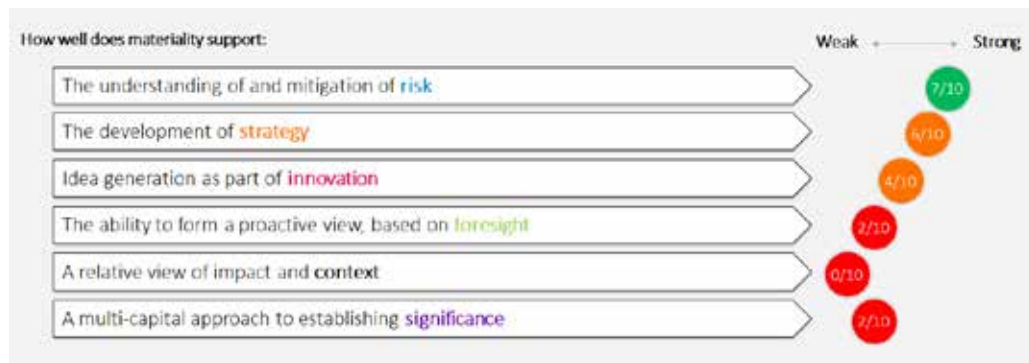 How well does materiality support:
Weak Strong
The understanding of and mitigation of risk 7/10
The development of strategy 6/10
Idea generation as part of innovation 4/10
The ability to form a proactive view, based on foresight 2/10
A relative view of impact and context 0/10
A multi-capital approach to establishing significance 2/10